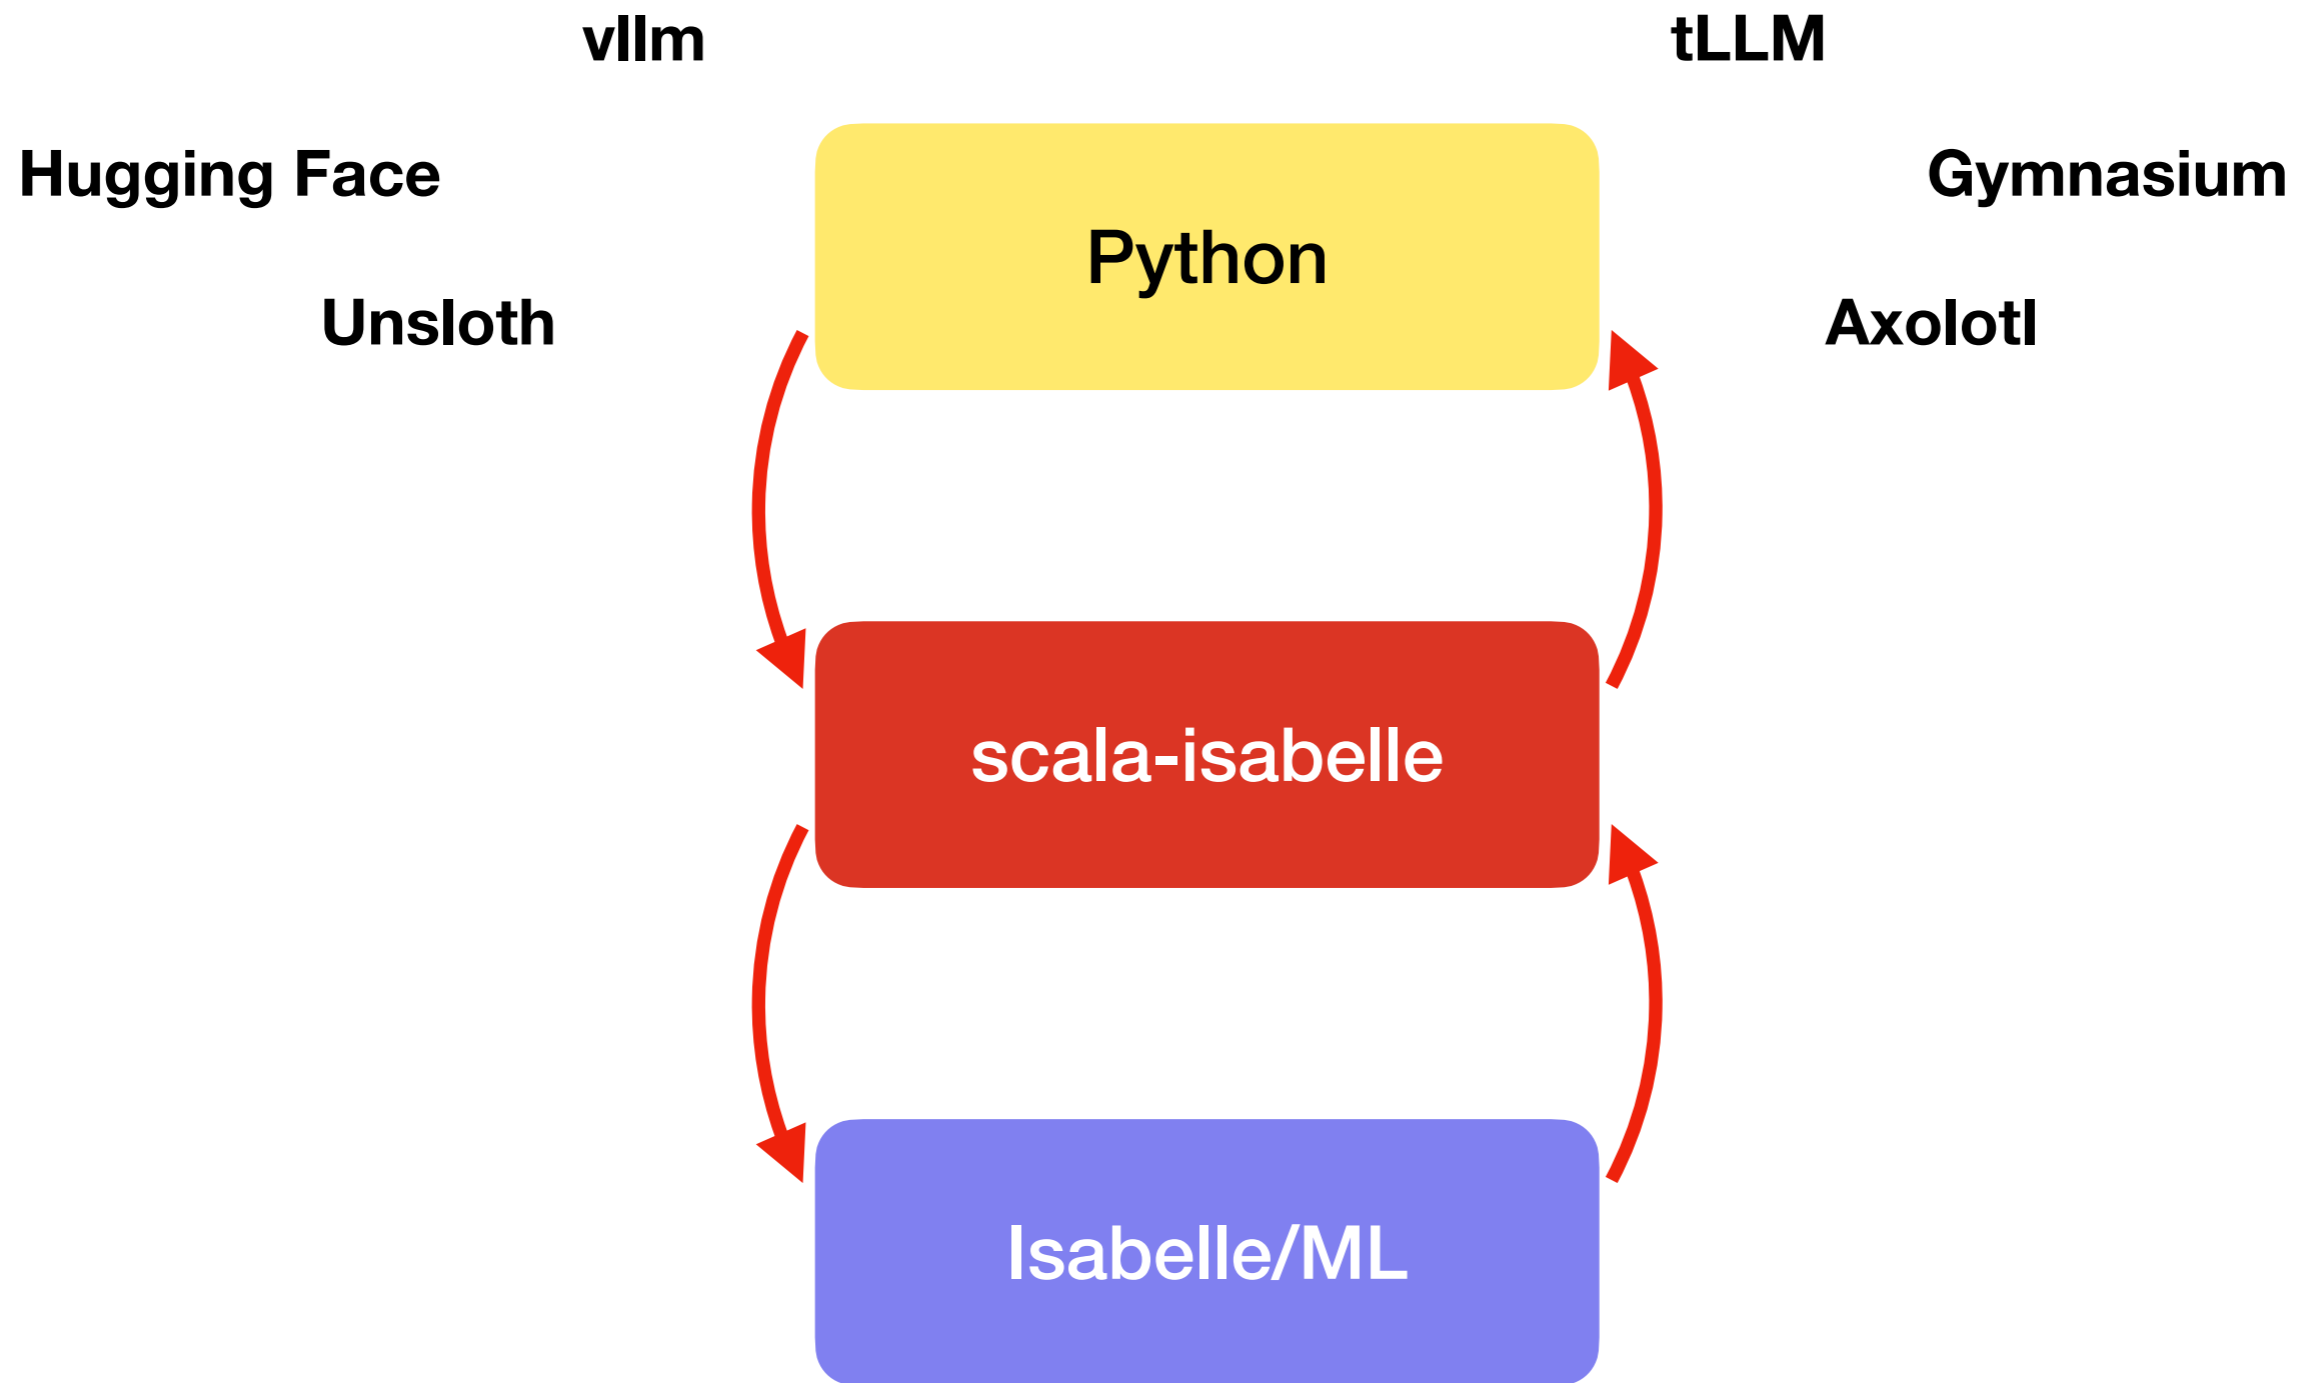 vllm
tLLM
Hugging Face
Gymnasium
Python
Unsloth
Axolotl
scala-isabelle
Isabelle/ML